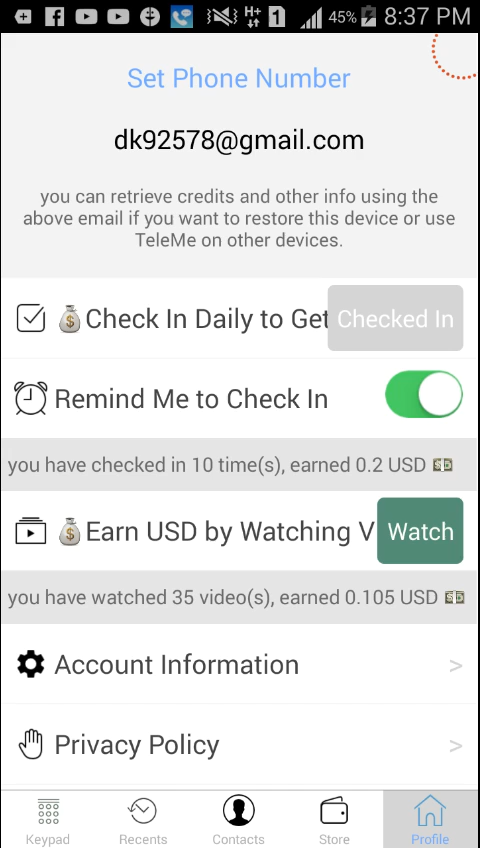 H+ 1 45% 8:37 PM
Set Phone Number
dk92578@gmail.com
you can retrieve credits and other info using the
above email if you want to restore this device or use
TeleMe on other devices.
Check In Daily to Get Checked In
Remind Me to Check In
you have checked in 10 time(s), earned 0.2 USD
Earn USD by Watching V Watch
you have watched 35 video(s), earned 0.105 USD
Account Information >
Privacy Policy >
Keypad Recents Contacts Store Profile